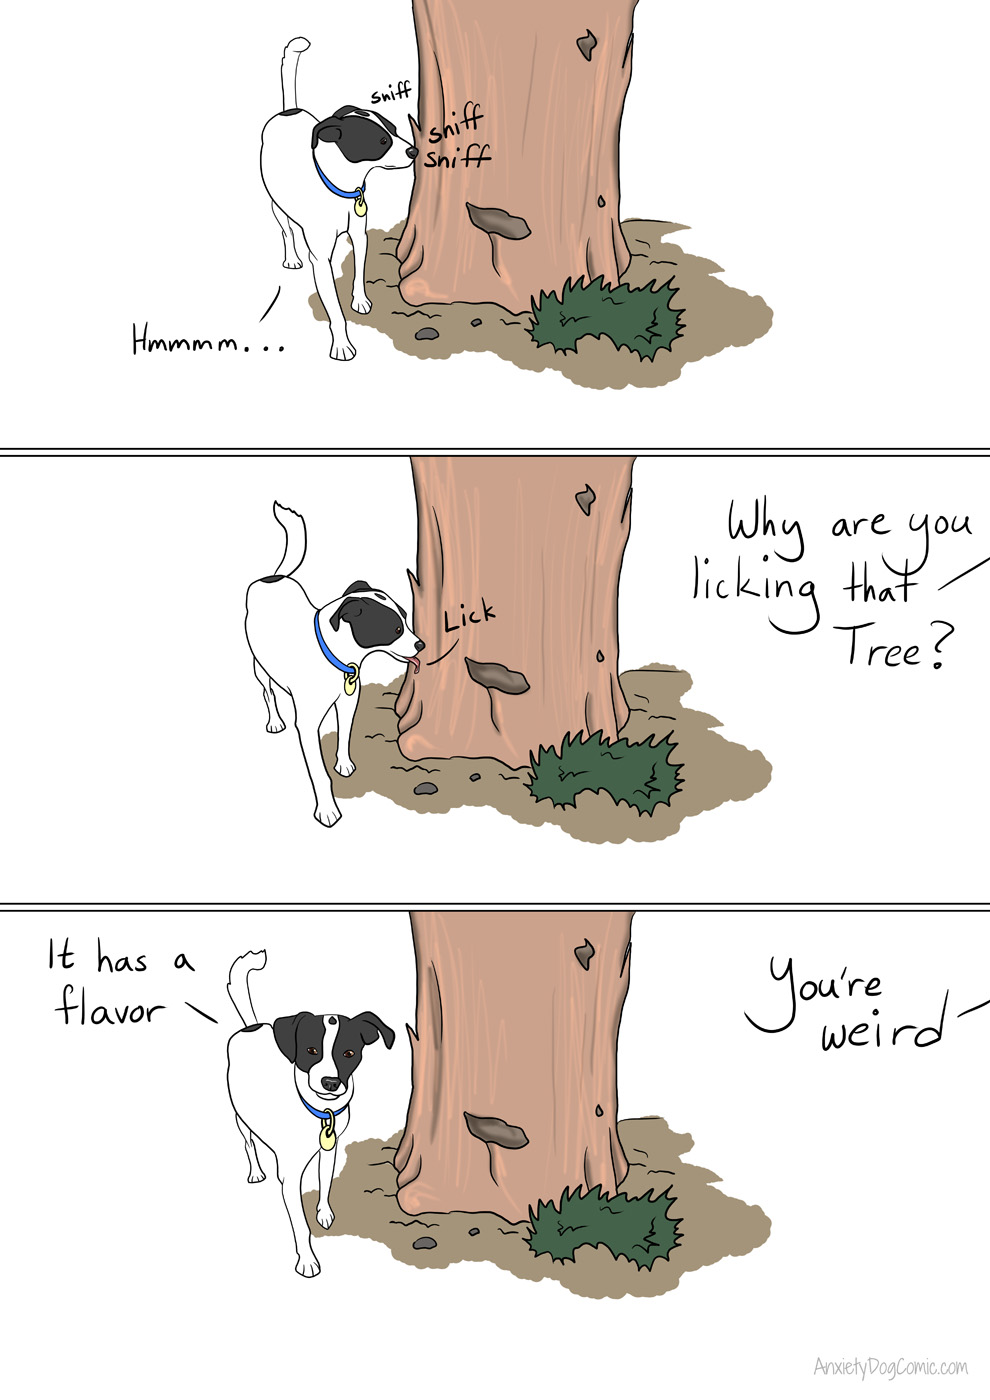 sniff
sniff
sniff
Hmmmm...
Why are you
licking that
Tree?
Lick
It has a
flavor
You're
weird
AnxietyDogComic.com